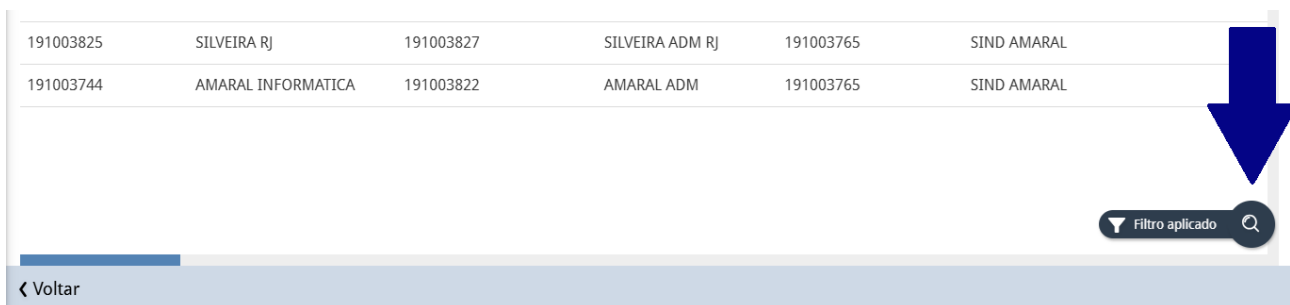 191003825 SILVEIRA RJ 191003827 SILVEIRA ADM RJ 191003765 SIND AMARAL
191003744 AMARAL INFORMATICA 191003822 AMARAL ADM 191003765 SIND AMARAL
Filtro aplicado
Voltar